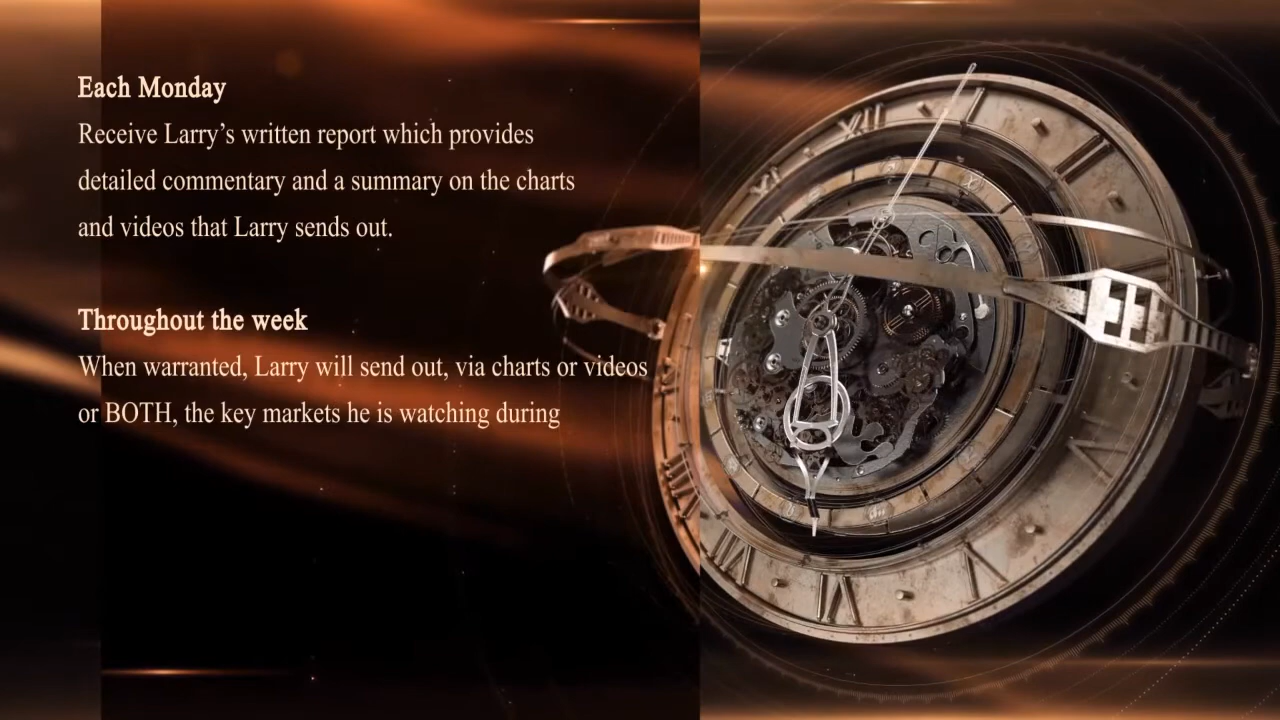 Each Monday
Receive Larry’s written report which provides
detailed commentary and a summary on the charts
and videos that Larry sends out.
Throughout the week
When warranted, Larry will send out, via charts or videos
or BOTH, the key markets he is watching during
XII
XI